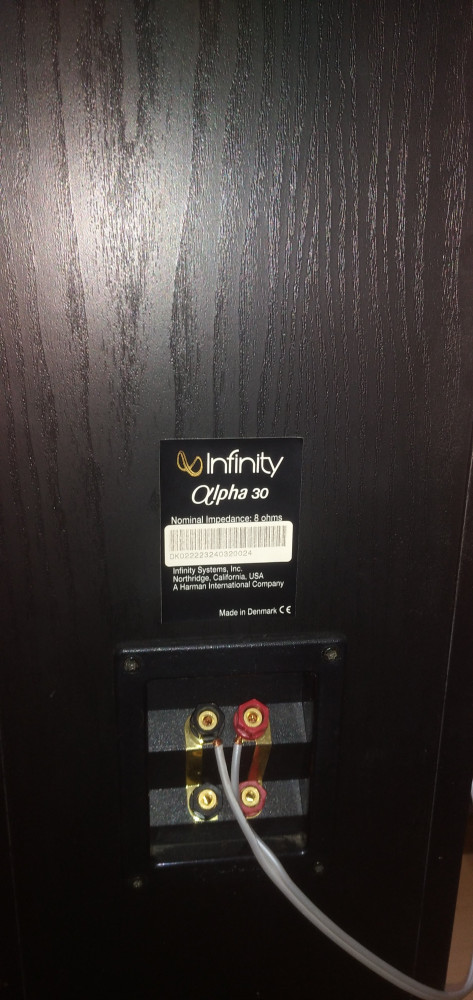 Infinity
αlpha 30
Nominal Impedance: 8 ohms
Infinity Systems, Inc.
Northridge, California, USA
A Harman International Company
Made in Denmark CE